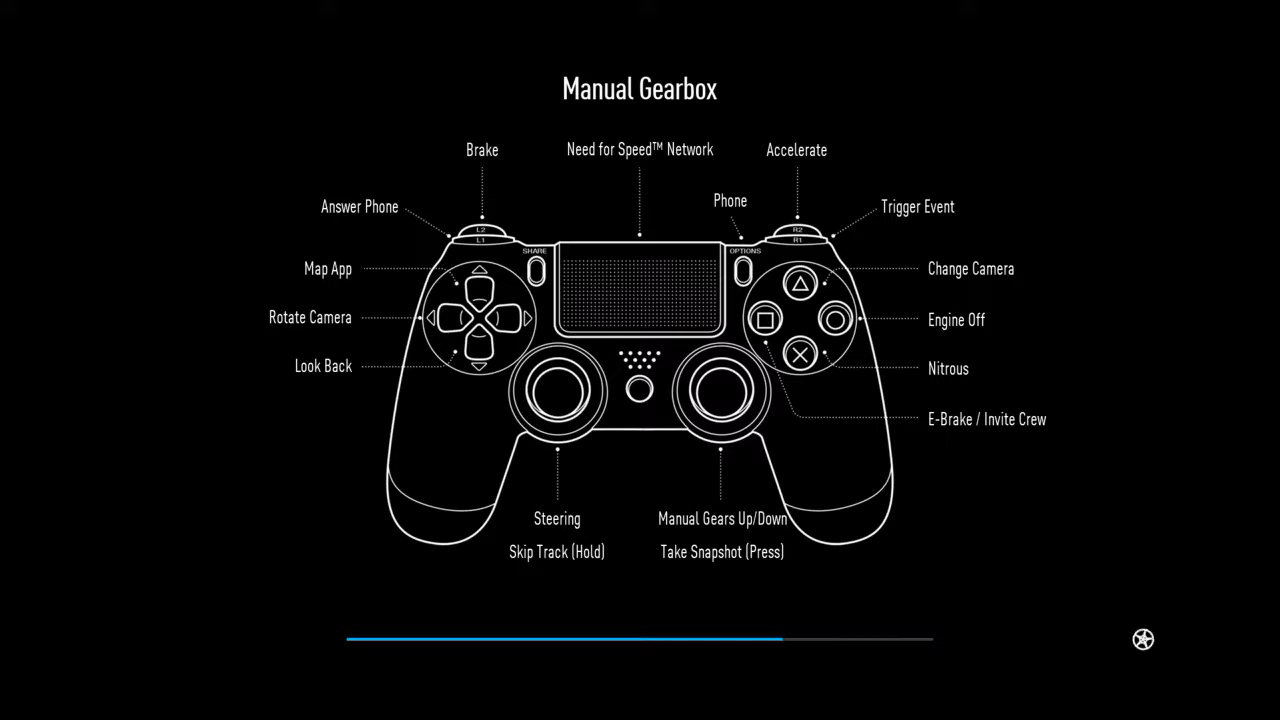 Manual Gearbox
Brake
Need for Speed™ Network
Accelerate
Answer Phone
Phone
Trigger Event
L2
L1
R2
R1
SHARE
OPTIONS
Map App
Change Camera
Rotate Camera
Engine Off
Look Back
Nitrous
E-Brake / Invite Crew
Steering
Manual Gears Up/Down
Skip Track (Hold)
Take Snapshot (Press)